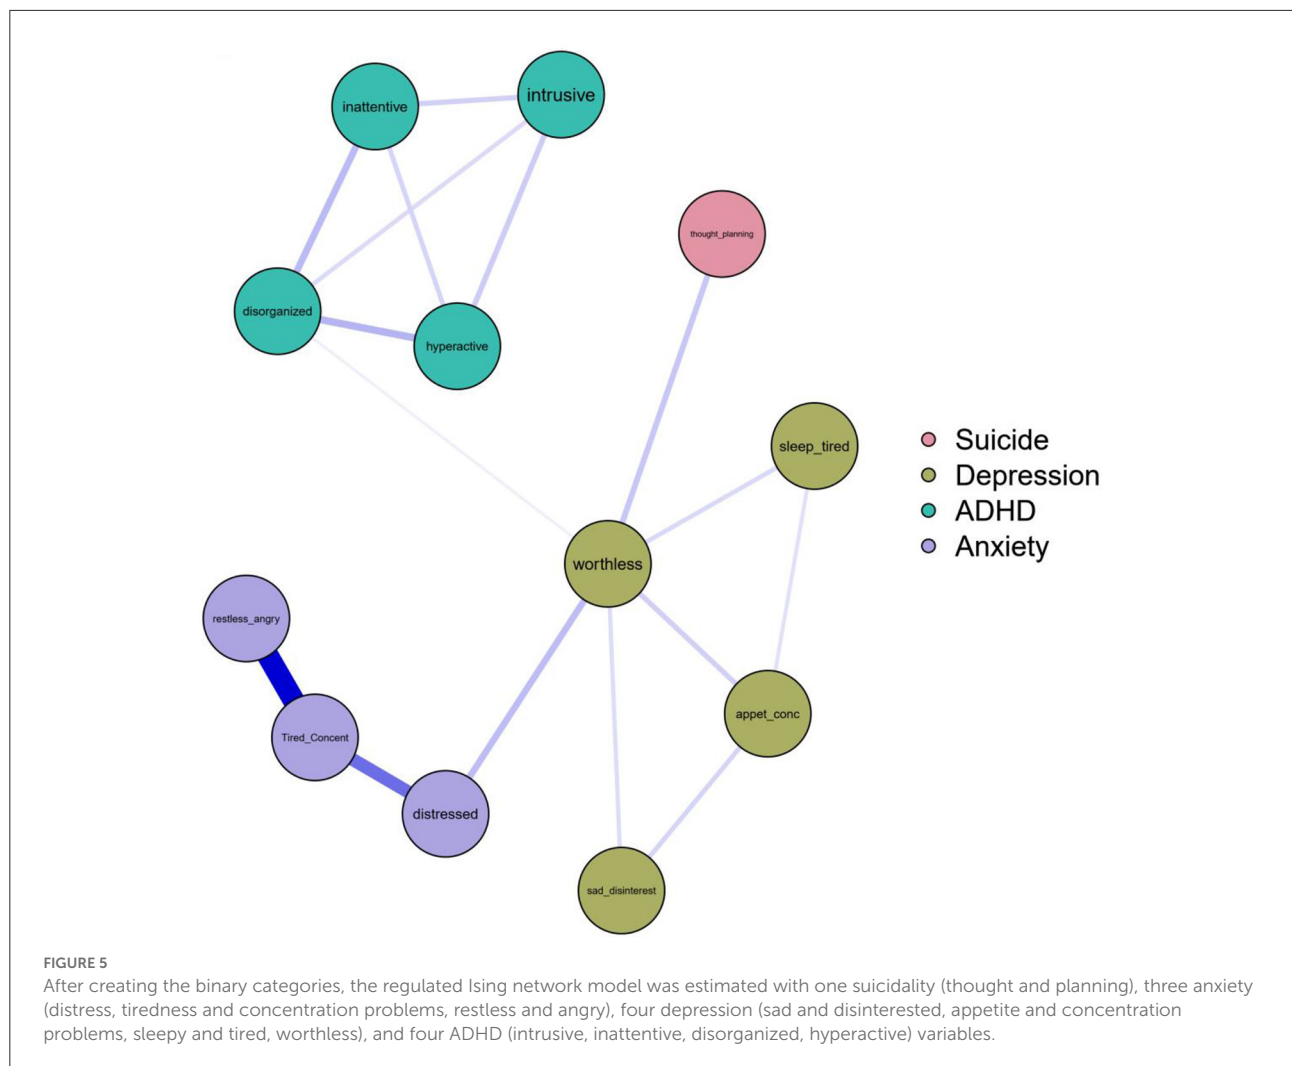 inattentive
intrusive
thought_planning
disorganized
hyperactive
sleep_tired
Suicide
Depression
ADHD
Anxiety
worthless
restless_angry
appet_conc
Tired_Concent
distressed
sad_disinterest
FIGURE 5
After creating the binary categories, the regulated Ising network model was estimated with one suicidality (thought and planning), three anxiety
(distress, tiredness and concentration problems, restless and angry), four depression (sad and disinterested, appetite and concentration
problems, sleepy and tired, worthless), and four ADHD (intrusive, inattentive, disorganized, hyperactive) variables.